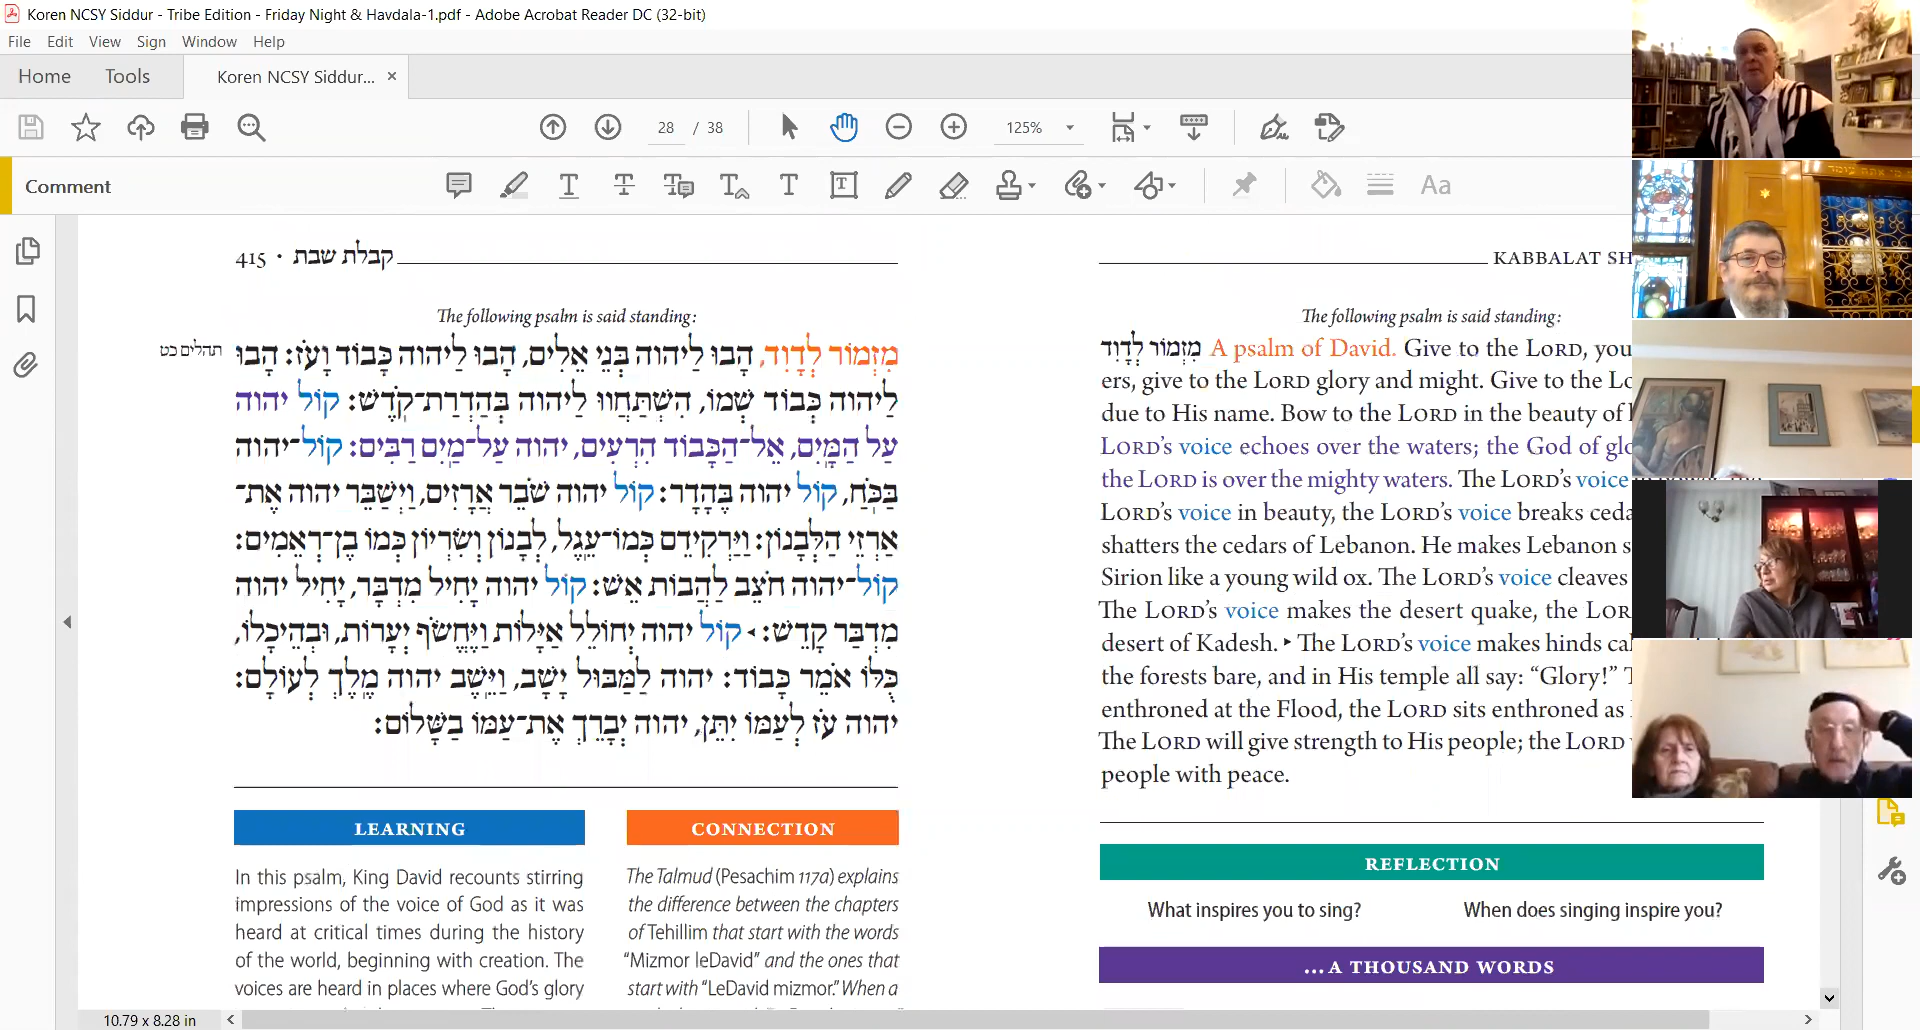 Koren NCSY Siddur - Tribe Edition - Friday Night & Havdala-1.pdf - Adobe Acrobat Reader DC (32-bit)
File Edit View Sign Window Help
Home Tools Koren NCSY Siddur... ×
28 / 38 125%
Comment
Aa
415 · קבלת שבת
The following psalm is said standing:
תהלים כט
מִזְמוֹר לְדָוִד, הָבוּ לַיהוה בְּנֵי אֵלִים, הָבוּ לַיהוה כָּבוֹד וָעֹז: הָבוּ
לַיהוה כְּבוֹד שְׁמוֹ, הִשְׁתַּחֲווּ לַיהוה בְּהַדְרַת־קֹדֶשׁ: קוֹל יהוה
עַל הַמָּיִם, אֵל־הַכָּבוֹד הִרְעִים, יהוה עַל־מַיִם רַבִּים: קוֹל־יהוה
בַּכֹּחַ, קוֹל יהוה בֶּהָדָר: קוֹל יהוה שֹׁבֵר אֲרָזִים, וַיְשַׁבֵּר יהוה אֶת־
אַרְזֵי הַלְּבָנוֹן: וַיַּרְקִידֵם כְּמוֹ־עֵגֶל, לְבָנוֹן וְשִׂרְיוֹן כְּמוֹ בֶן־רְאֵמִים:
קוֹל־יהוה חֹצֵב לַהֲבוֹת אֵשׁ: קוֹל יהוה יָחִיל מִדְבָּר, יָחִיל יהוה
מִדְבַּר קָדֵשׁ: ◂ קוֹל יהוה יְחוֹלֵל אַיָּלוֹת וַיֶּחֱשֹׂף יְעָרוֹת, וּבְהֵיכָלוֹ,
כֻּלּוֹ אֹמֵר כָּבוֹד: יהוה לַמַּבּוּל יָשָׁב, וַיֵּשֶׁב יהוה מֶלֶךְ לְעוֹלָם:
יהוה עֹז לְעַמּוֹ יִתֵּן, יהוה יְבָרֵךְ אֶת־עַמּוֹ בַשָּׁלוֹם:
LEARNING
In this psalm, King David recounts stirring
impressions of the voice of God as it was
heard at critical times during the history
of the world, beginning with creation. The
voices are heard in places where God's glory
CONNECTION
The Talmud (Pesachim 117a) explains
the difference between the chapters
of Tehillim that start with the words
"Mizmor leDavid" and the ones that
start with "LeDavid mizmor." When a
KABBALAT SH
The following psalm is said standing:
מִזְמוֹר לְדָוִד A psalm of David. Give to the LORD, you
ers, give to the LORD glory and might. Give to the Lo
due to His name. Bow to the LORD in the beauty of
LORD's voice echoes over the waters; the God of glo
the LORD is over the mighty waters. The LORD's voice
LORD's voice in beauty, the LORD's voice breaks ceda
shatters the cedars of Lebanon. He makes Lebanon s
Sirion like a young wild ox. The LORD's voice cleaves
The LORD's voice makes the desert quake, the LOR
desert of Kadesh. ▸ The LORD's voice makes hinds cal
the forests bare, and in His temple all say: "Glory!"
enthroned at the Flood, the LORD sits enthroned as
The LORD will give strength to His people; the LORD
people with peace.
REFLECTION
What inspires you to sing? When does singing inspire you?
...A THOUSAND WORDS
10.79 x 8.28 in